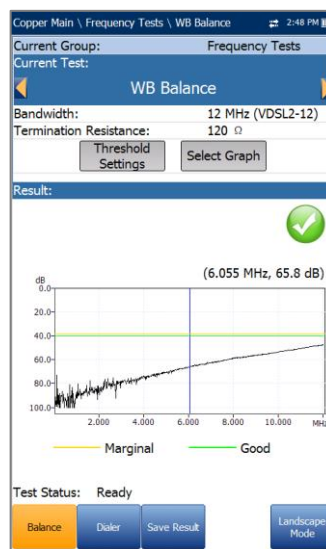 Copper Main \ Frequency Tests \ WB Balance 2:48 PM
Current Group: Frequency Tests
Current Test:
WB Balance
Bandwidth: 12 MHz (VDSL2-12)
Termination Resistance: 120 Ω
Threshold Settings Select Graph
Result:
(6.055 MHz, 65.8 dB)
dB
0.0
20.0
40.0
60.0
80.0
100.0
2.000 4.000 6.000 8.000 10.000 MHz
Marginal Good
Test Status: Ready
Balance Dialer Save Result Landscape Mode